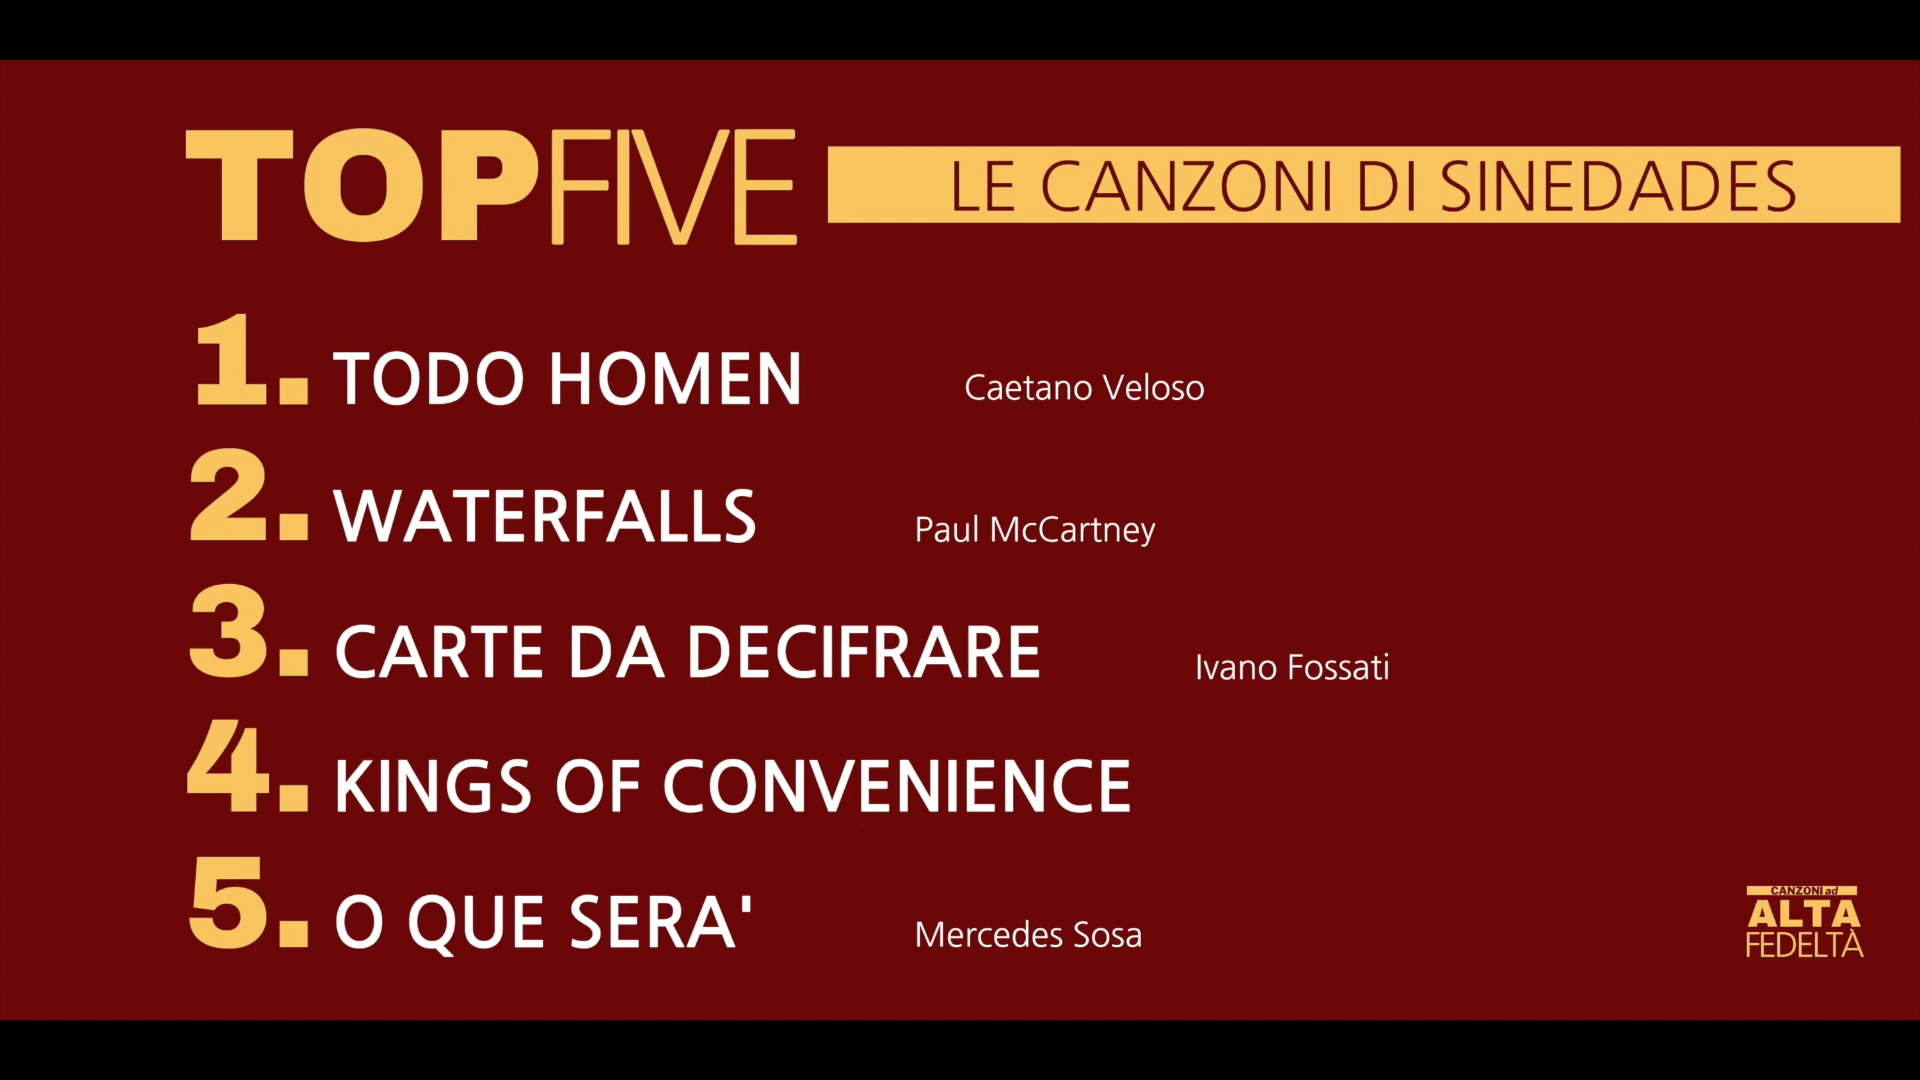 TOPFIVE LE CANZONI DI SINEDADES
1. TODO HOMEN Caetano Veloso
2. WATERFALLS Paul McCartney
3. CARTE DA DECIFRARE Ivano Fossati
4. KINGS OF CONVENIENCE
5. O QUE SERA' Mercedes Sosa
CANZONI ad
ALTA
FEDELTÀ